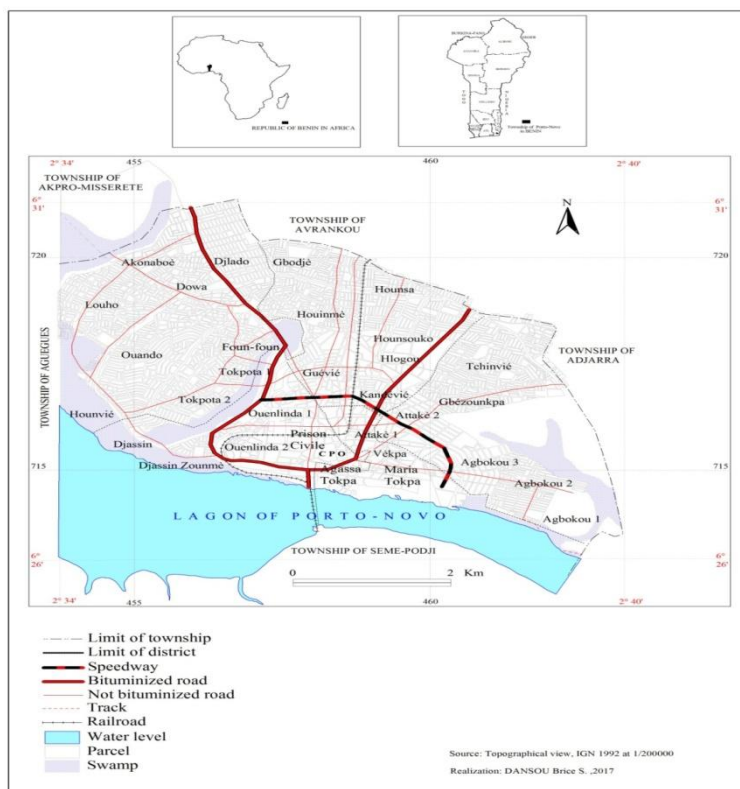 REPUBLIC OF BENIN IN AFRICA
TOGO
Township of Porto-Novo
in BENIN
2° 34'
455
460
2° 40'
TOWNSHIP OF
AKPRO-MISSERETE
6°
31'
6°
31'
N
TOWNSHIP OF
AVRANKOU
720
720
Akonaboè
Djlado
Gbodjè
Dowa
Hounsa
Louho
Houinmè
Ouando
Foun-foun
Hounsouko
Hlogou
TOWNSHIP OF
ADJARRA
Tchinvié
TOWNSHIP OF AGUEGUES
Tokpota 1
Guévié
Kandévié
Tokpota 2
Gbèzounkpa
Hounvié
Ouenlinda 1
Attakè 2
Prison
Civile
Attakè 1
Djassin
Ouenlinda 2
C P O
Vèkpa
Agbokou 3
715
715
Djassin Zounmè
Agassa
Tokpa
Maria
Tokpa
Agbokou 2
Agbokou 1
LAGON OF PORTO-NOVO
6°
26'
TOWNSHIP OF SEME-PODJI
6°
26'
0
2 Km
2° 34'
455
460
2° 40'
Limit of township
Limit of district
Speedway
Bituminized road
Not bituminized road
Track
Railroad
Water level
Parcel
Swamp
Source: Topographical view, IGN 1992 at 1/200000
Realization: DANSOU Brice S. ,2017